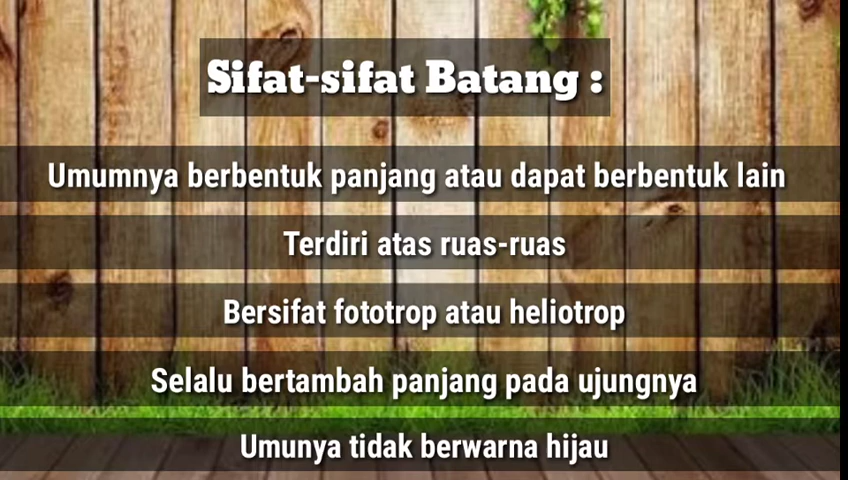 Sifat-sifat Batang :
Umumnya berbentuk panjang atau dapat berbentuk lain
Terdiri atas ruas-ruas
Bersifat fototrop atau heliotrop
Selalu bertambah panjang pada ujungnya
Umunya tidak berwarna hijau